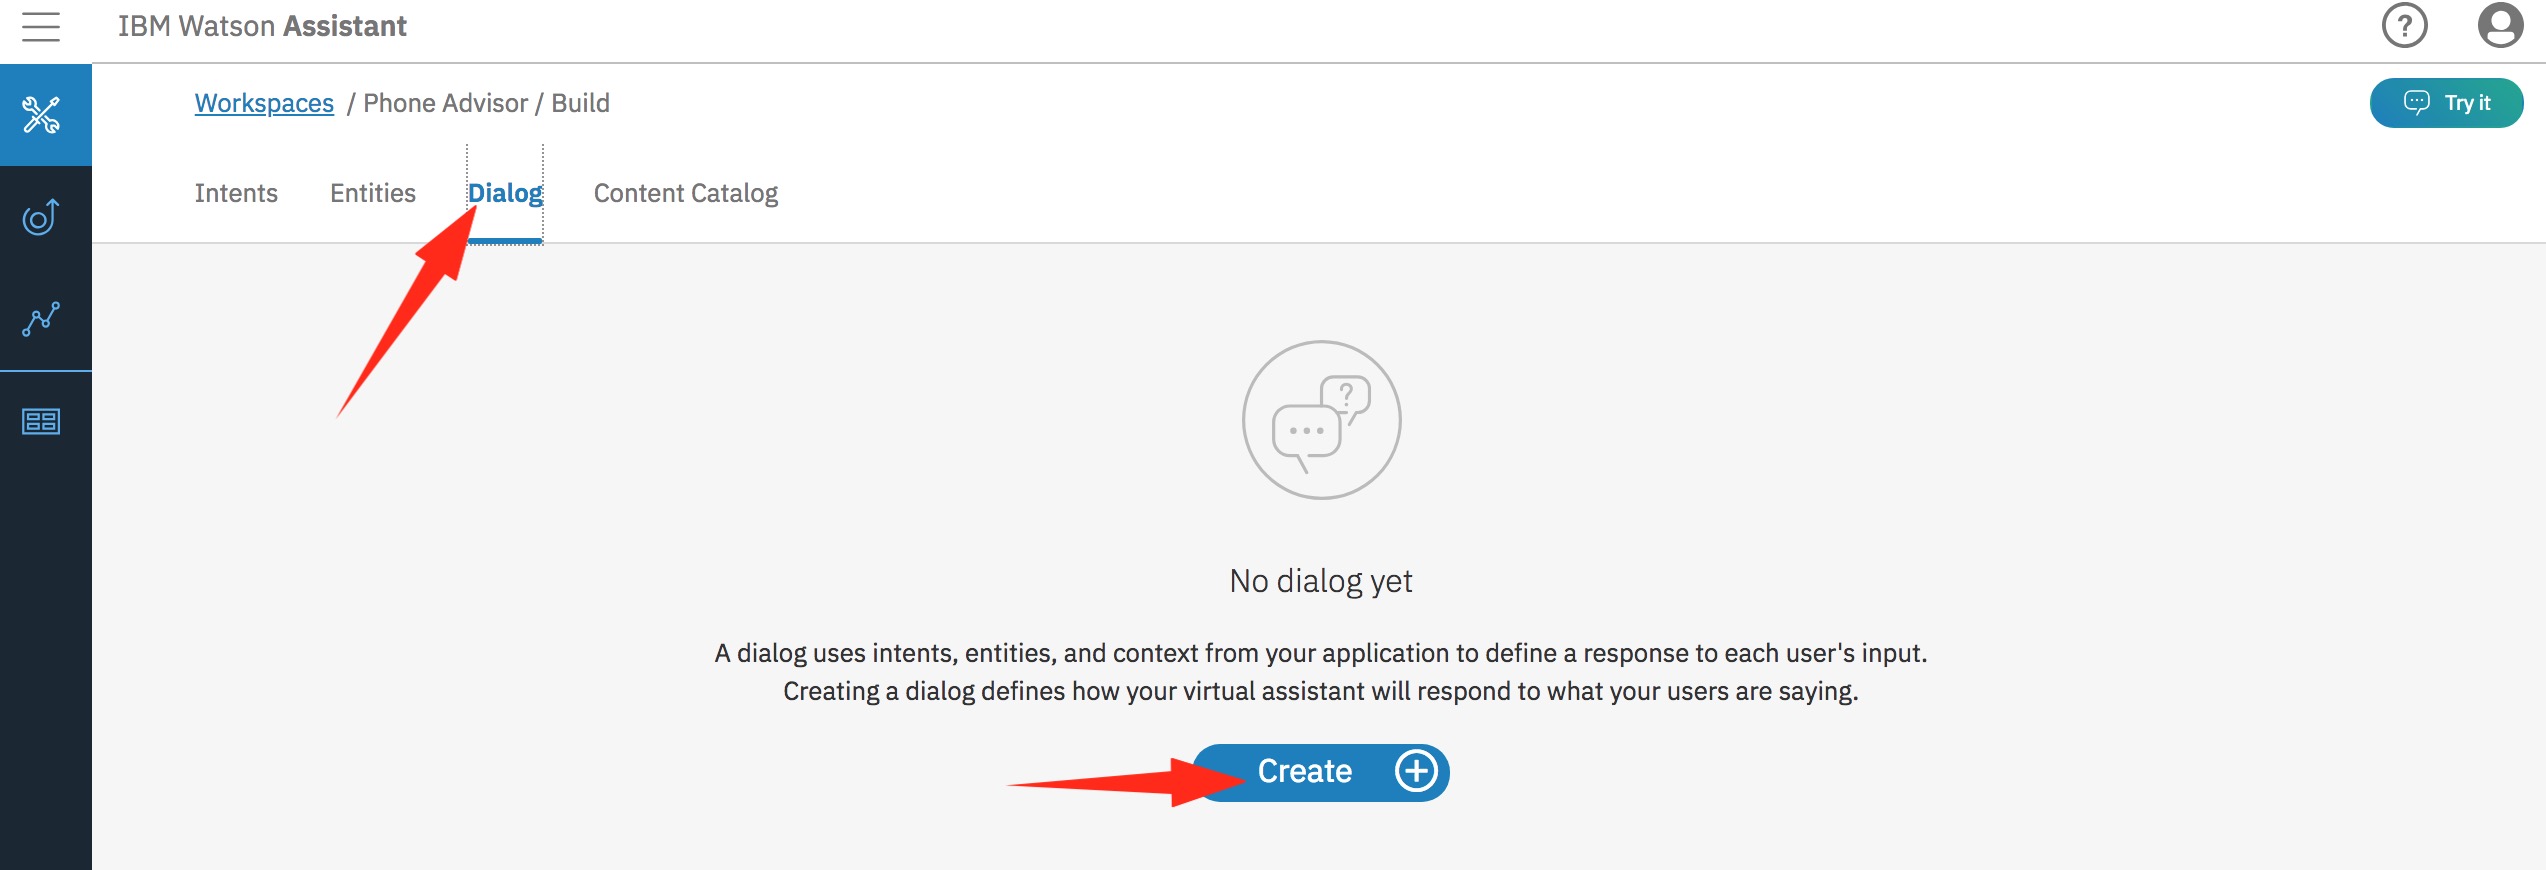 IBM Watson Assistant
Workspaces / Phone Advisor / Build
Try it
Intents Entities Dialog Content Catalog
No dialog yet
A dialog uses intents, entities, and context from your application to define a response to each user's input.
Creating a dialog defines how your virtual assistant will respond to what your users are saying.
Create